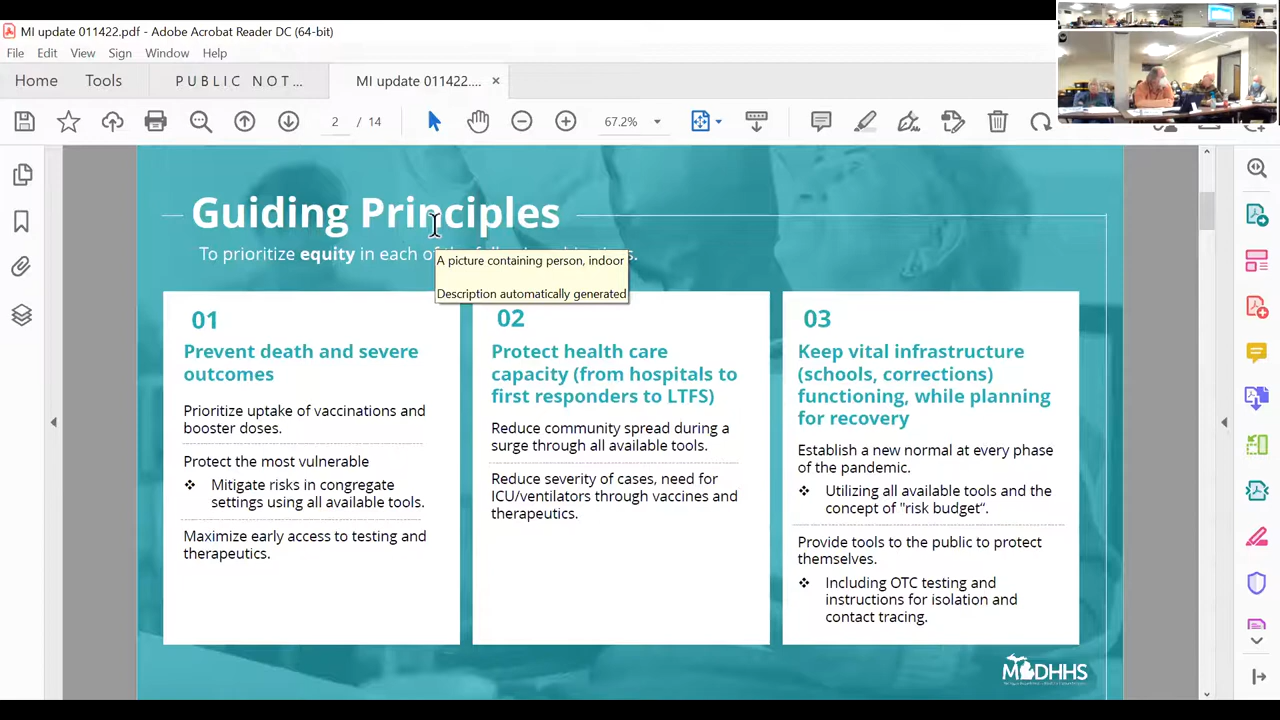 MI update 011422.pdf - Adobe Acrobat Reader DC (64-bit)
File Edit View Sign Window Help
Home Tools P U B L I C N O T ... MI update 011422.... ×
2 / 14 67.2%
Guiding Principles
To prioritize equity in each of
A picture containing person, indoor
Description automatically generated
01
Prevent death and severe
outcomes
Prioritize uptake of vaccinations and
booster doses.
Protect the most vulnerable
❖ Mitigate risks in congregate
settings using all available tools.
Maximize early access to testing and
therapeutics.
02
Protect health care
capacity (from hospitals to
first responders to LTFS)
Reduce community spread during a
surge through all available tools.
Reduce severity of cases, need for
ICU/ventilators through vaccines and
therapeutics.
03
Keep vital infrastructure
(schools, corrections)
functioning, while planning
for recovery
Establish a new normal at every phase
of the pandemic.
❖ Utilizing all available tools and the
concept of "risk budget".
Provide tools to the public to protect
themselves.
❖ Including OTC testing and
instructions for isolation and
contact tracing.
MDHHS